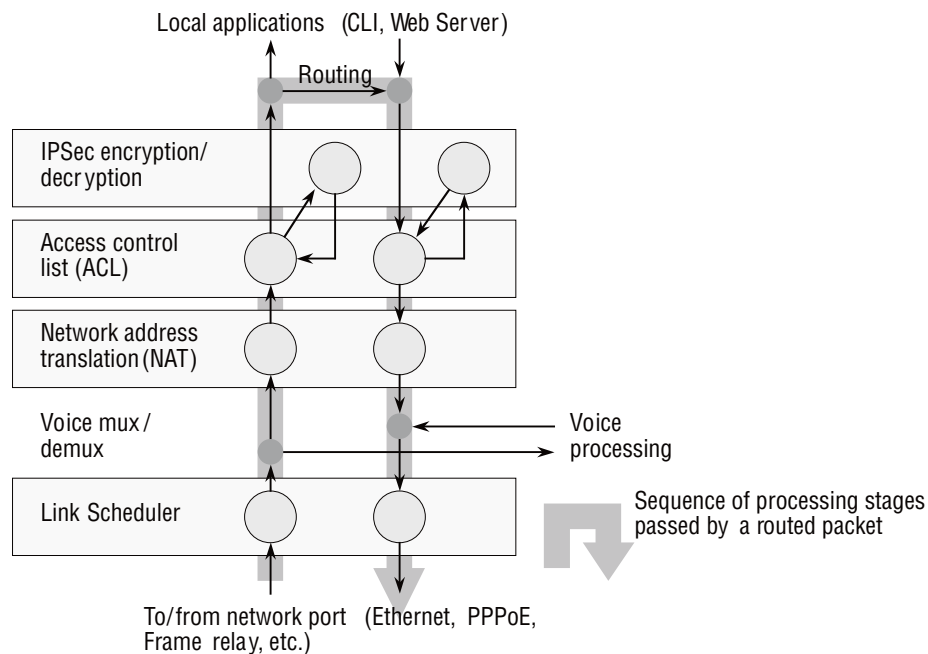 Local applications (CLI, Web Server)
Routing
IPSec encryption/
decryption
Access control
list (ACL)
Network address
translation (NAT)
Voice mux/
demux
Voice
processing
Link Scheduler
Sequence of processing stages
passed by a routed packet
To/from network port (Ethernet, PPPoE,
Frame relay, etc.)